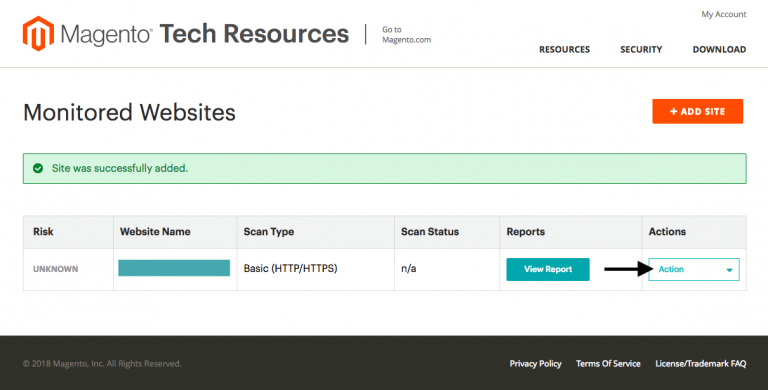 My Account
Magento® Tech Resources
Go to
Magento.com
RESOURCES SECURITY DOWNLOAD
Monitored Websites
+ ADD SITE
Site was successfully added.
Risk Website Name Scan Type Scan Status Reports Actions
UNKNOWN Basic (HTTP/HTTPS) n/a View Report Action
© 2018 Magento, Inc. All Rights Reserved. Privacy Policy Terms Of Service License/Trademark FAQ